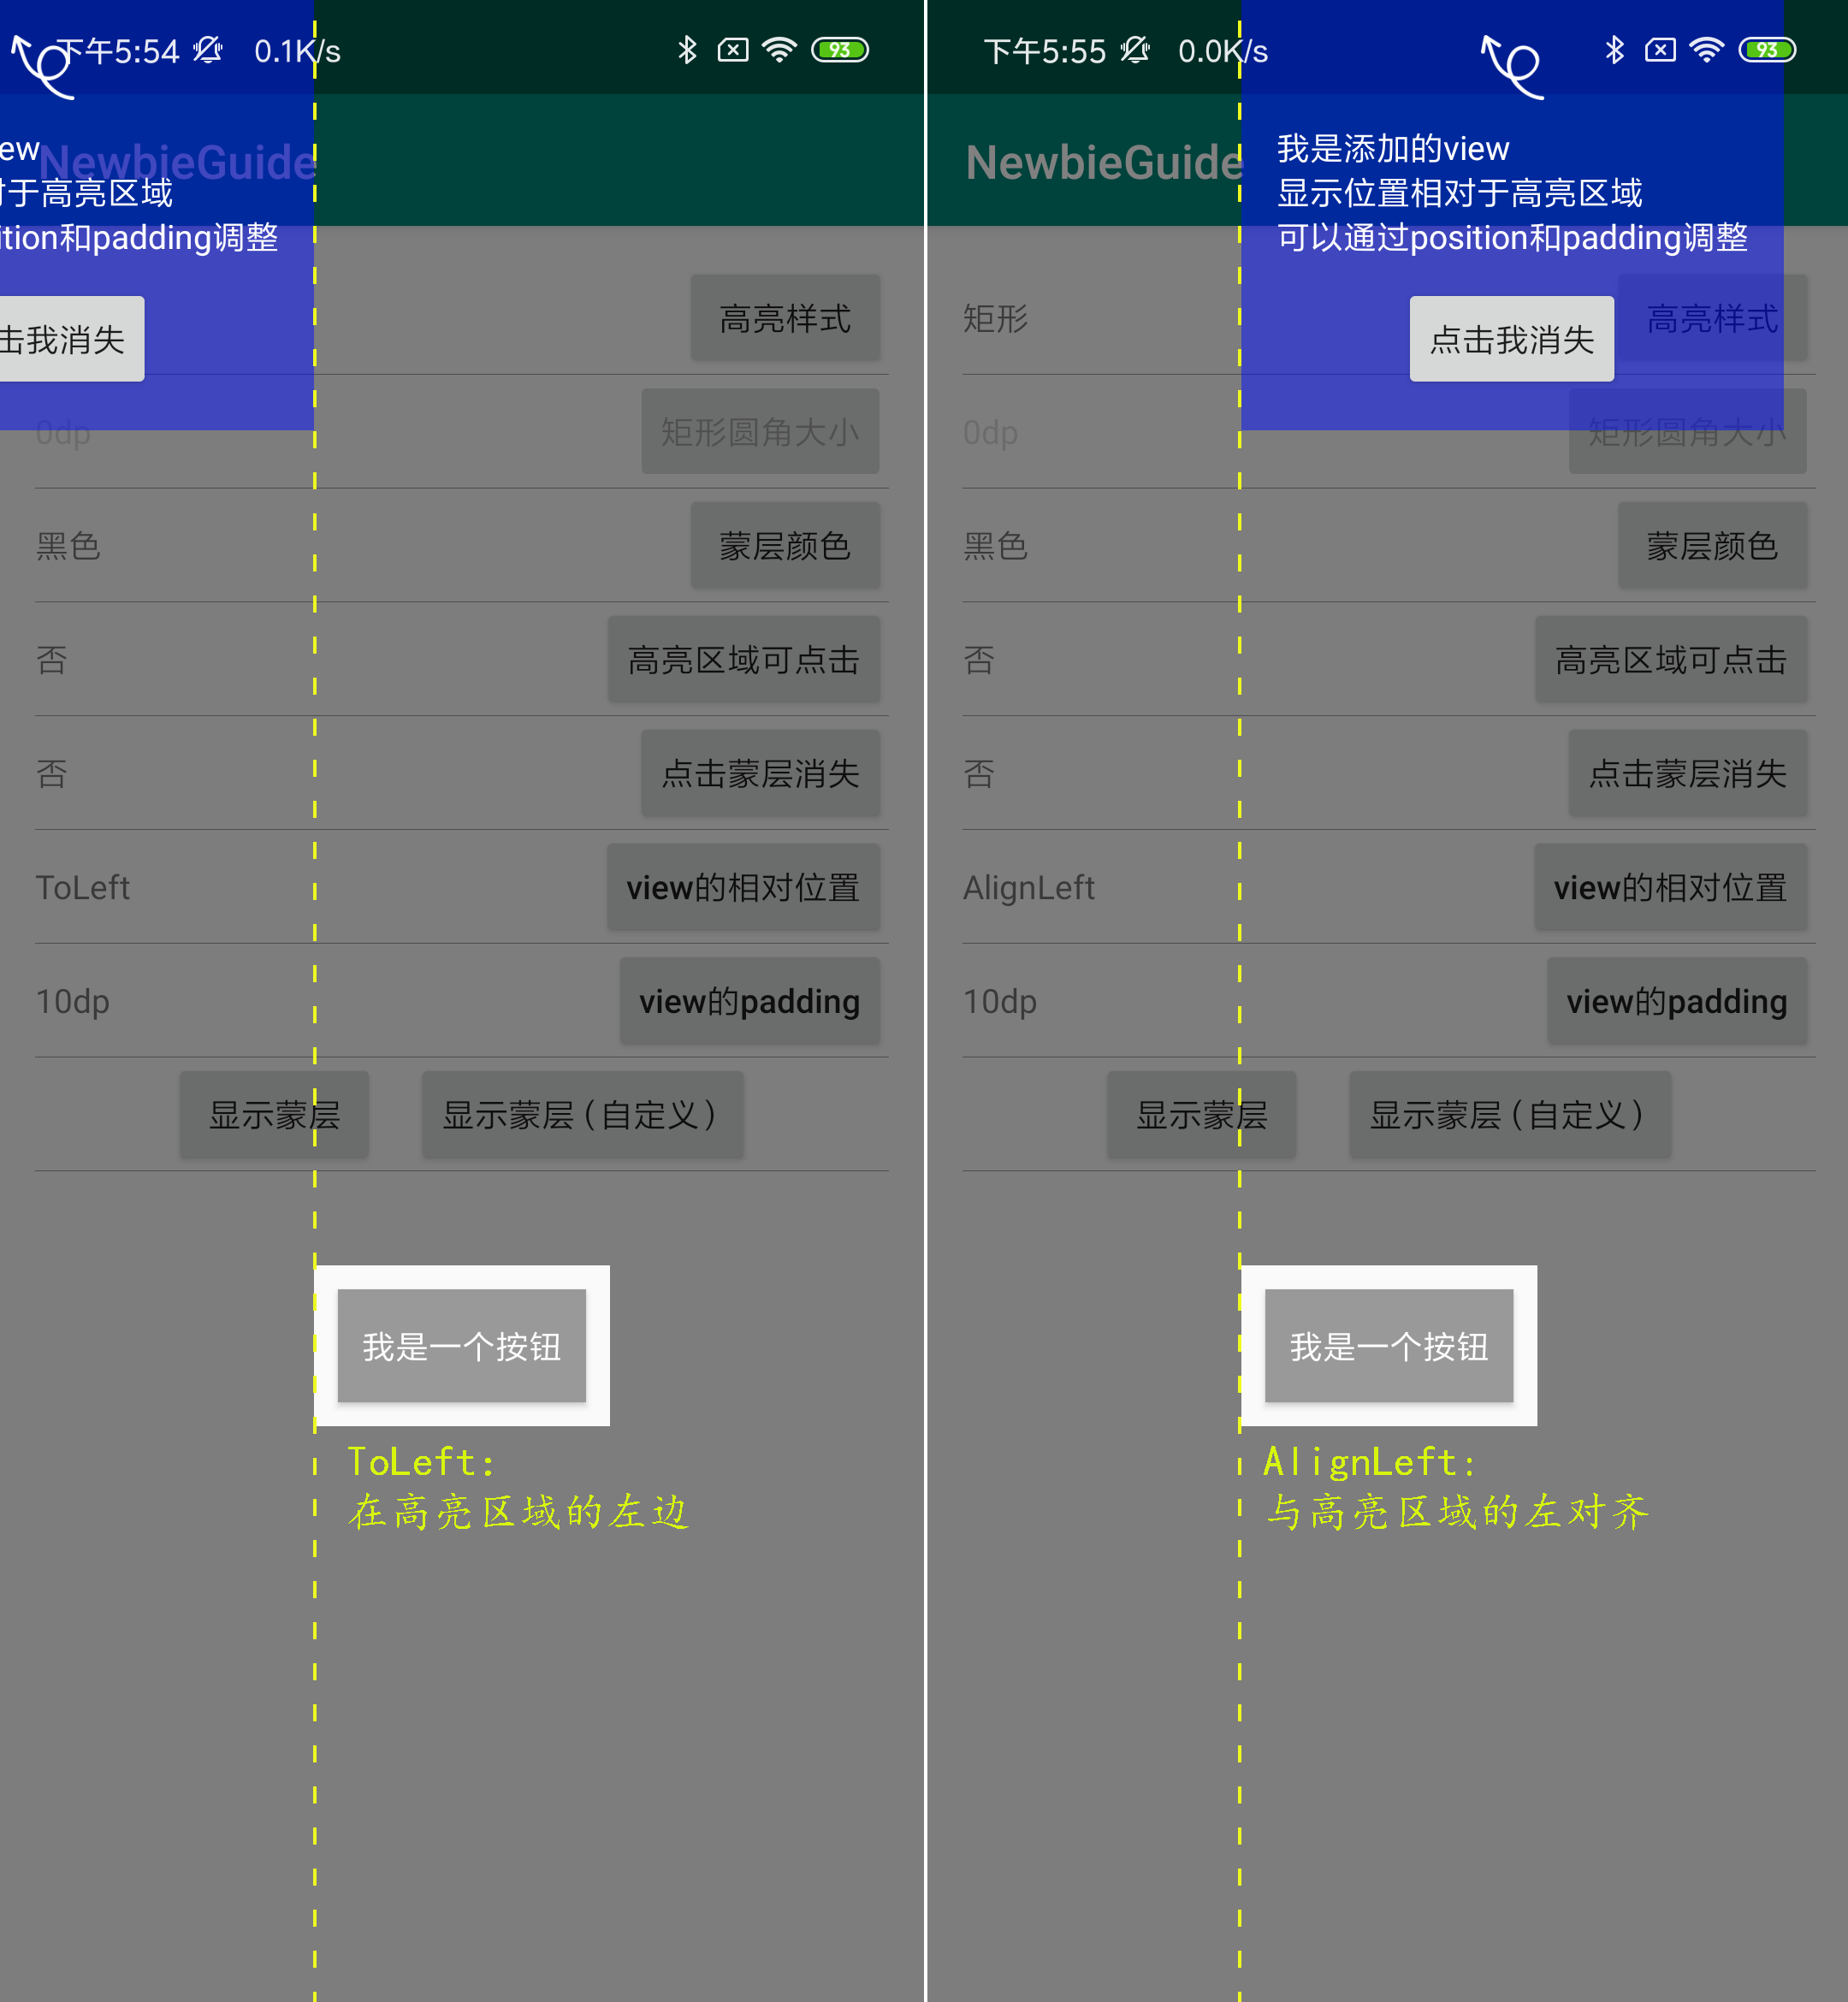 下午5:54 0.1K/s 93
NewbieGuide
ew
对于高亮区域
ition和padding调整
高亮样式
击我消失
0dp 矩形圆角大小
黑色 蒙层颜色
否 高亮区域可点击
否 点击蒙层消失
ToLeft view的相对位置
10dp view的padding
显示蒙层 显示蒙层(自定义)
我是一个按钮
ToLeft:
在高亮区域的左边
下午5:55 0.0K/s 93
NewbieGuide
我是添加的view
显示位置相对于高亮区域
可以通过position和padding调整
矩形 高亮样式
点击我消失
0dp 矩形圆角大小
黑色 蒙层颜色
否 高亮区域可点击
否 点击蒙层消失
AlignLeft view的相对位置
10dp view的padding
显示蒙层 显示蒙层(自定义)
我是一个按钮
AlignLeft:
与高亮区域的左对齐